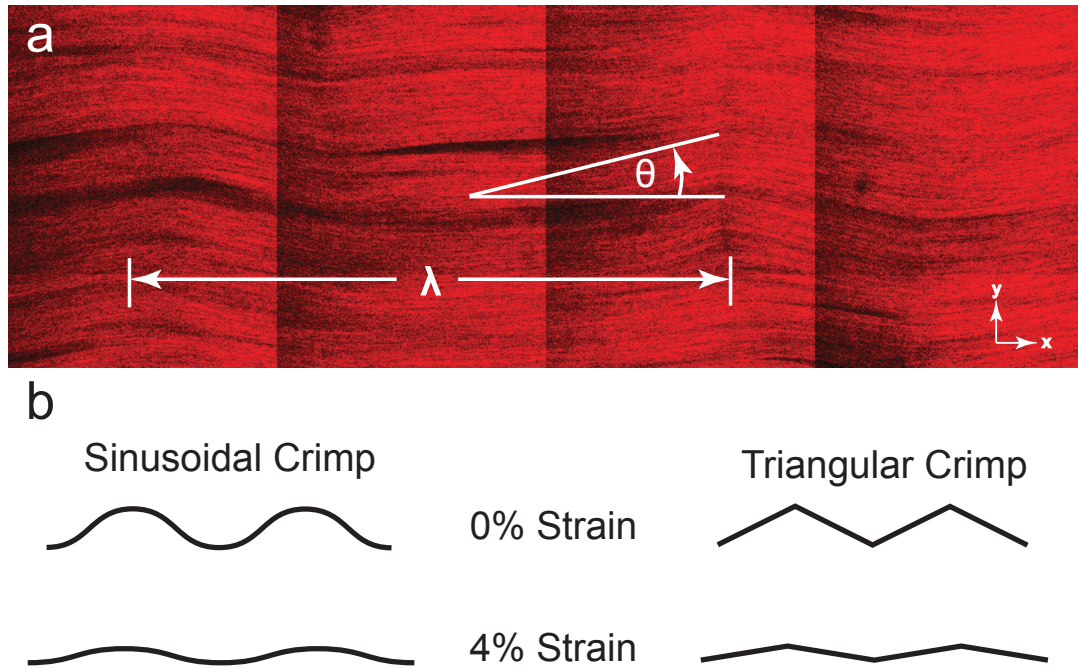 a
θ
λ
y
x
b
Sinusoidal Crimp
Triangular Crimp
0% Strain
4% Strain